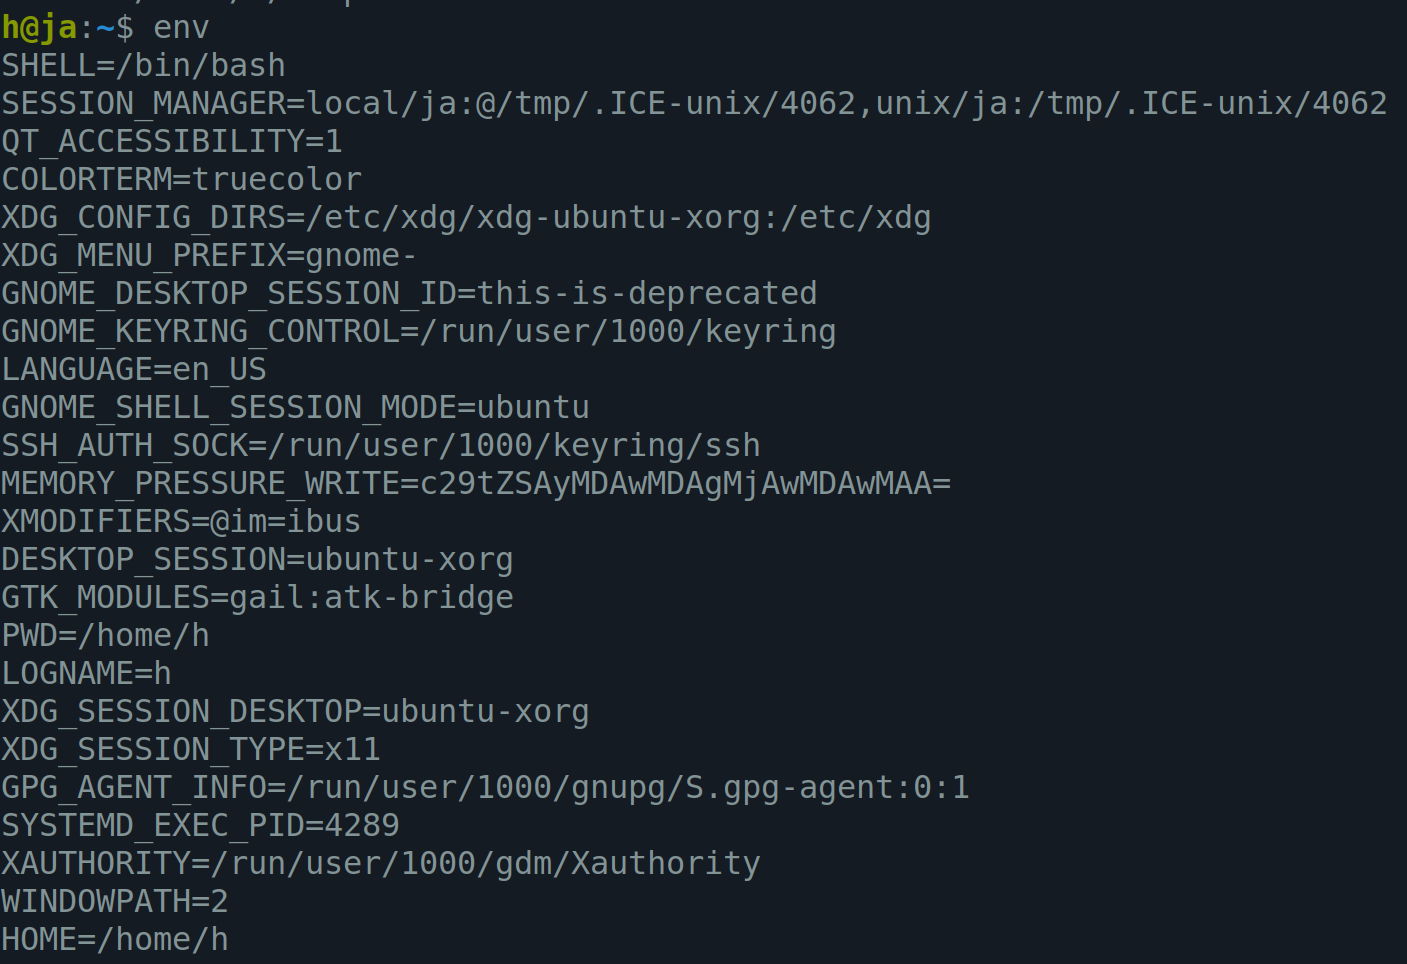 h@ja:~$ env
SHELL=/bin/bash
SESSION_MANAGER=local/ja:@/tmp/.ICE-unix/4062,unix/ja:/tmp/.ICE-unix/4062
QT_ACCESSIBILITY=1
COLORTERM=truecolor
XDG_CONFIG_DIRS=/etc/xdg/xdg-ubuntu-xorg:/etc/xdg
XDG_MENU_PREFIX=gnome-
GNOME_DESKTOP_SESSION_ID=this-is-deprecated
GNOME_KEYRING_CONTROL=/run/user/1000/keyring
LANGUAGE=en_US
GNOME_SHELL_SESSION_MODE=ubuntu
SSH_AUTH_SOCK=/run/user/1000/keyring/ssh
MEMORY_PRESSURE_WRITE=c29tZSAyMDAwMDAgMjAwMDAwMAA=
XMODIFIERS=@im=ibus
DESKTOP_SESSION=ubuntu-xorg
GTK_MODULES=gail:atk-bridge
PWD=/home/h
LOGNAME=h
XDG_SESSION_DESKTOP=ubuntu-xorg
XDG_SESSION_TYPE=x11
GPG_AGENT_INFO=/run/user/1000/gnupg/S.gpg-agent:0:1
SYSTEMD_EXEC_PID=4289
XAUTHORITY=/run/user/1000/gdm/Xauthority
WINDOWPATH=2
HOME=/home/h